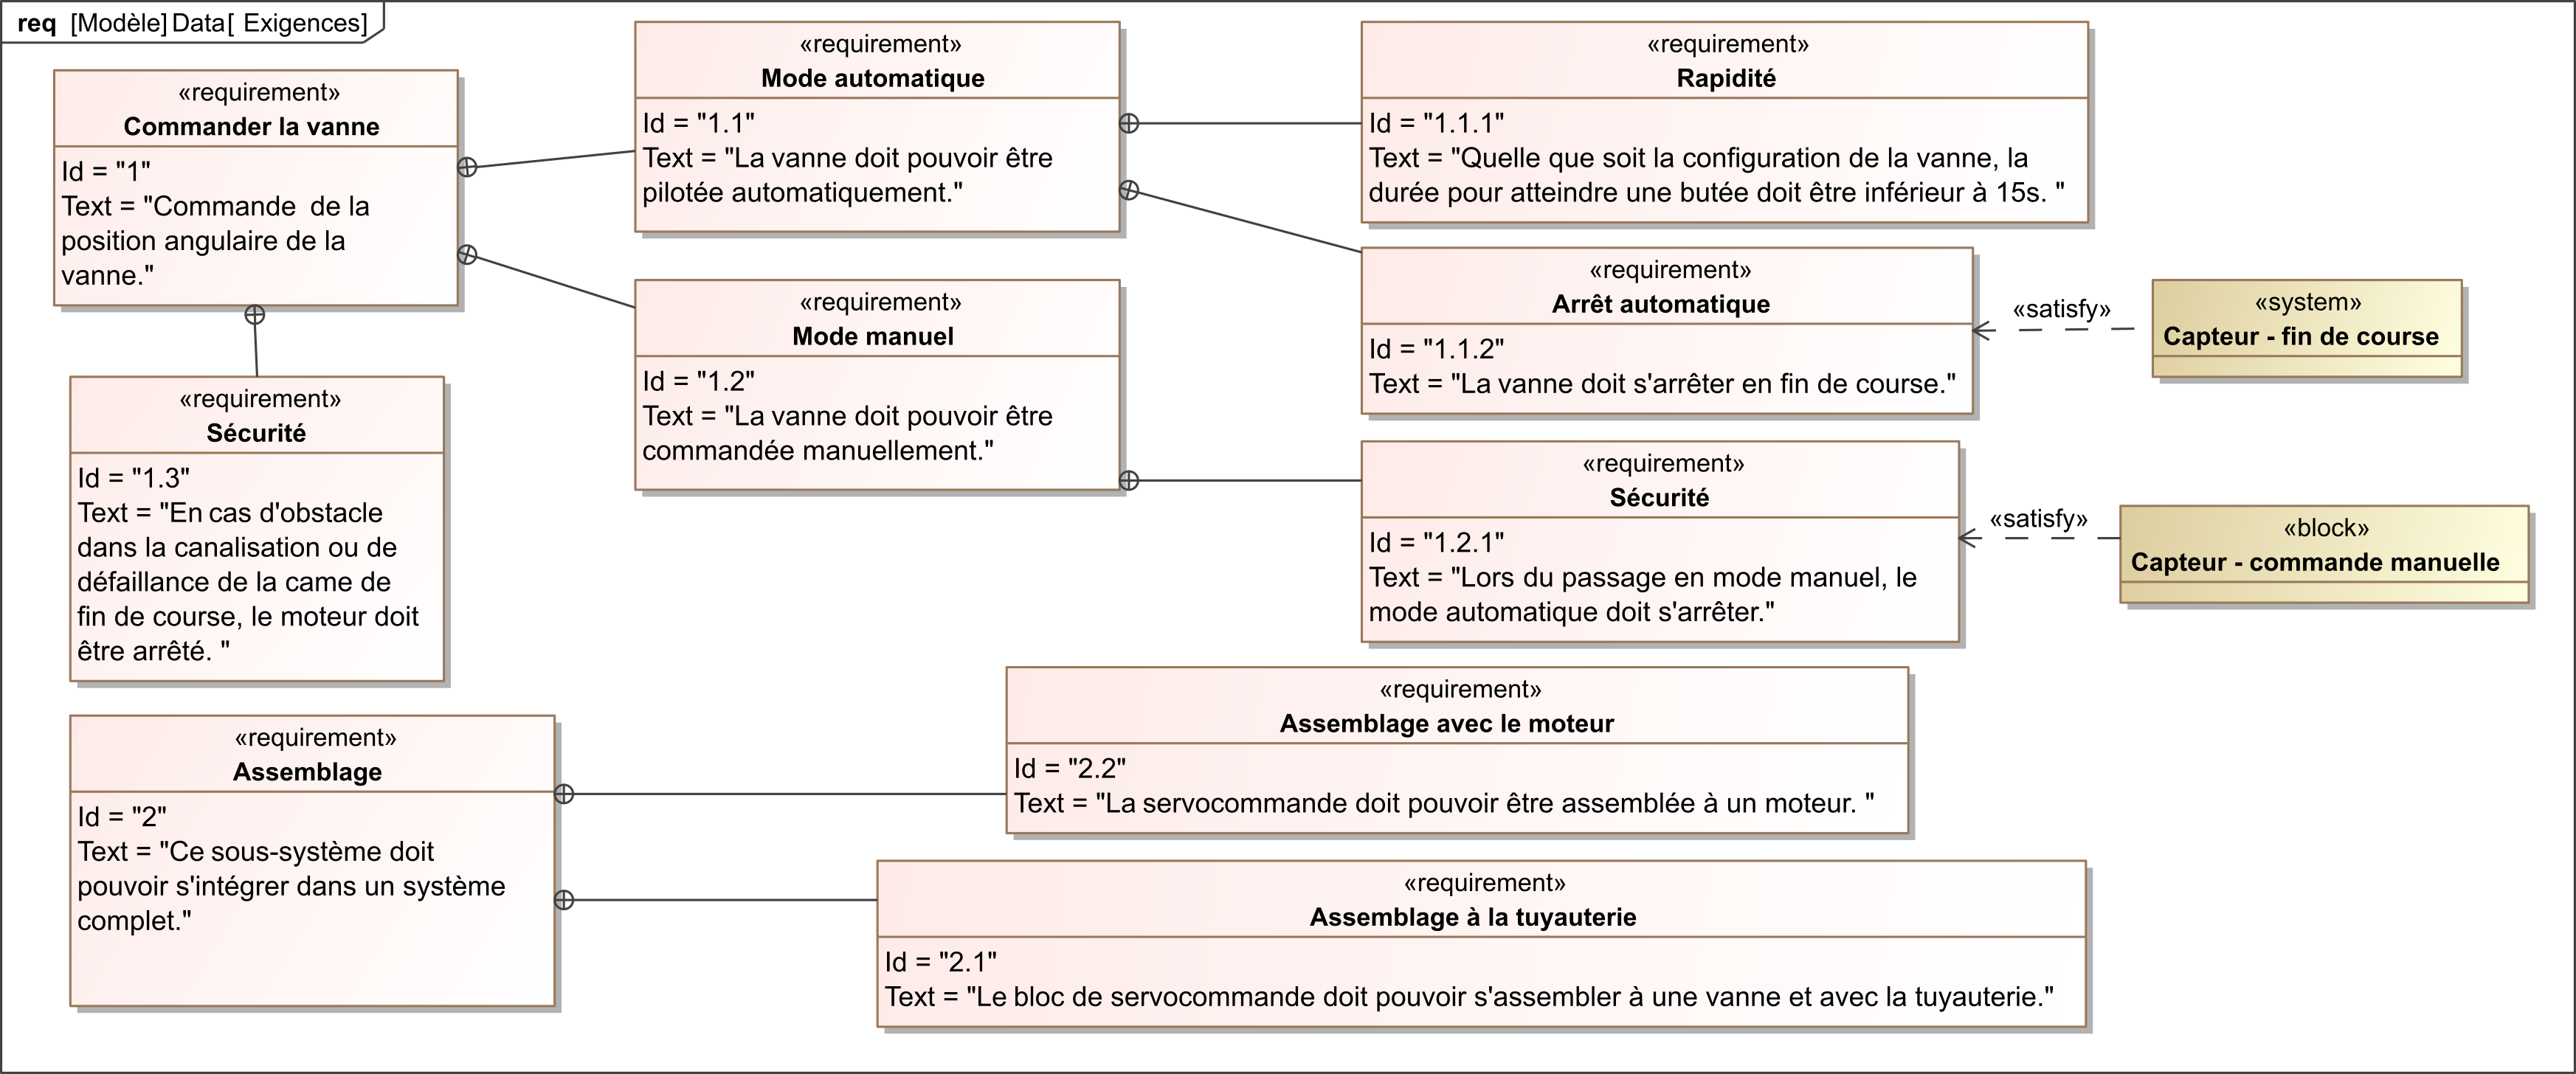 req [Modèle] Data[ Exigences]
«requirement»
Commander la vanne
Id = "1"
Text = "Commande  de la
position angulaire de la
vanne."
«requirement»
Mode automatique
Id = "1.1"
Text = "La vanne doit pouvoir être
pilotée automatiquement."
«requirement»
Rapidité
Id = "1.1.1"
Text = "Quelle que soit la configuration de la vanne, la
durée pour atteindre une butée doit être inférieur à 15s. "
«requirement»
Arrêt automatique
Id = "1.1.2"
Text = "La vanne doit s'arrêter en fin de course."
«satisfy»
«system»
Capteur - fin de course
«requirement»
Mode manuel
Id = "1.2"
Text = "La vanne doit pouvoir être
commandée manuellement."
«requirement»
Sécurité
Id = "1.3"
Text = "En cas d'obstacle
dans la canalisation ou de
défaillance de la came de
fin de course, le moteur doit
être arrêté. "
«requirement»
Sécurité
Id = "1.2.1"
Text = "Lors du passage en mode manuel, le
mode automatique doit s'arrêter."
«satisfy»
«block»
Capteur - commande manuelle
«requirement»
Assemblage
Id = "2"
Text = "Ce sous-système doit
pouvoir s'intégrer dans un système
complet."
«requirement»
Assemblage avec le moteur
Id = "2.2"
Text = "La servocommande doit pouvoir être assemblée à un moteur. "
«requirement»
Assemblage à la tuyauterie
Id = "2.1"
Text = "Le bloc de servocommande doit pouvoir s'assembler à une vanne et avec la tuyauterie."